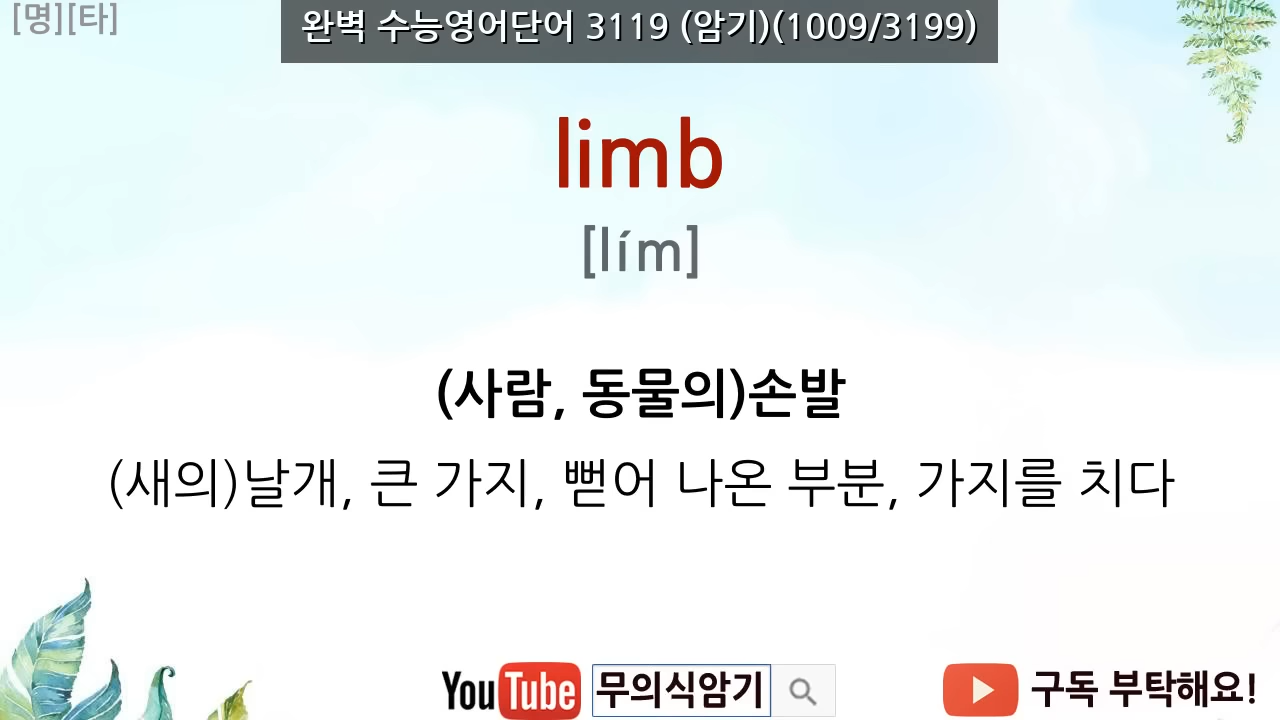 [명][타]
완벽 수능영어단어 3119 (암기)(1009/3199)
limb
[lím]
(사람, 동물의)손발
(새의)날개, 큰 가지, 뻗어 나온 부분, 가지를 치다
YouTube 무의식암기 구독 부탁해요!